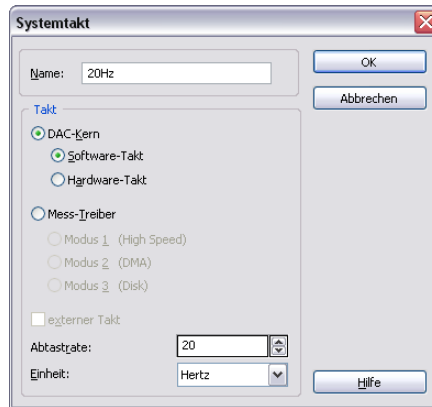 Systemtakt
Name: 20Hz
OK
Abbrechen
Takt
DAC-Kern
Software-Takt
Hardware-Takt
Mess-Treiber
Modus 1 (High Speed)
Modus 2 (DMA)
Modus 3 (Disk)
externer Takt
Abtastrate: 20
Einheit: Hertz
Hilfe